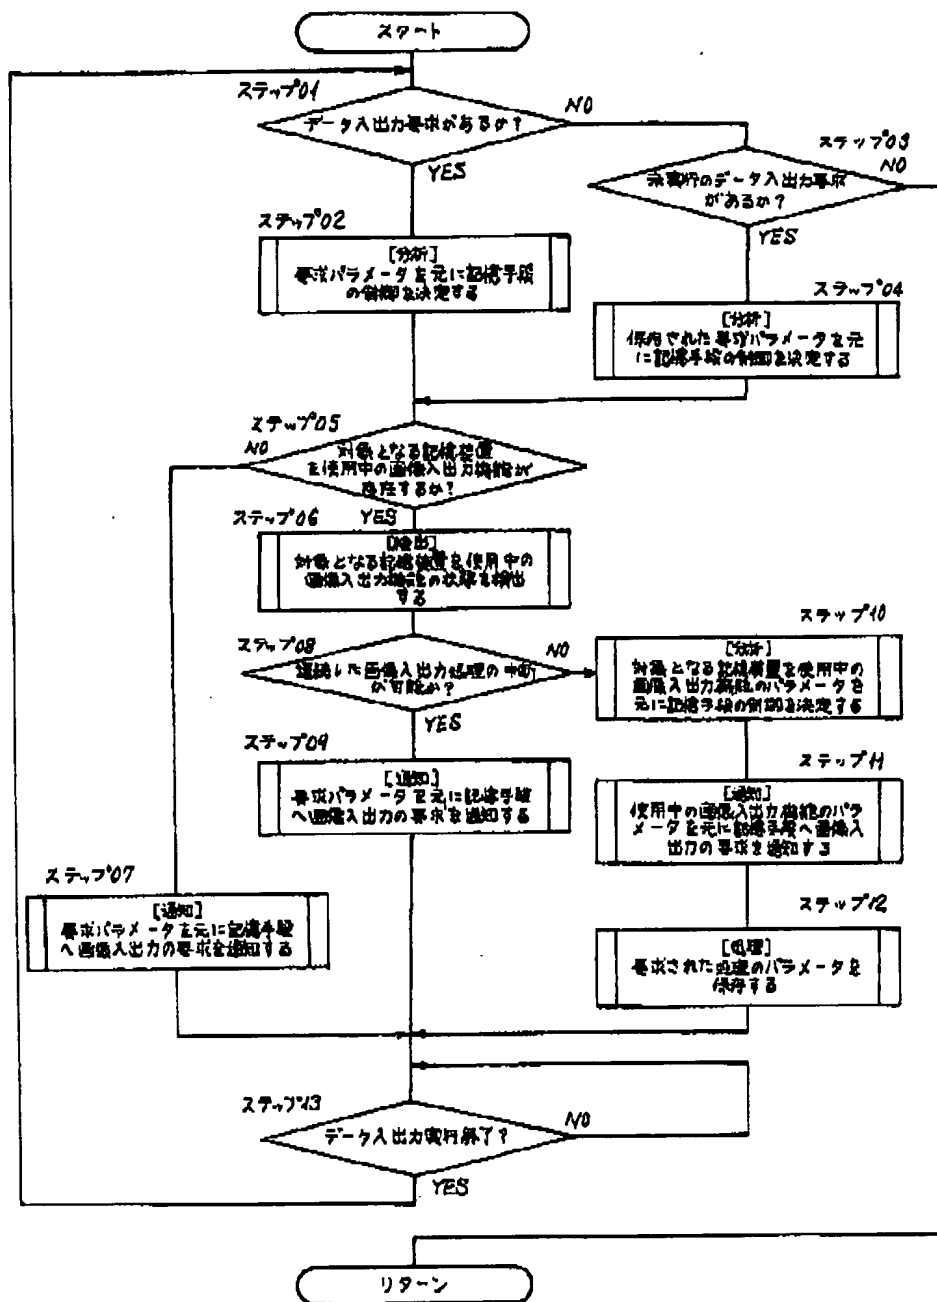 スタート
ステップ01
データ入出力要求があるか?
NO
YES
ステップ03
NO
未実行のデータ入出力要求
があるか?
YES
ステップ02
[分析]
要求パラメータを元に記憶手段
の制御を決定する
ステップ04
[分析]
保存された要求パラメータを元
に記憶手段の制御を決定する
ステップ05
NO
対象となる記憶装置
を使用中の画像入出力機能が
存在するか?
YES
ステップ06
[検出]
対象となる記憶装置を使用中の
画像入出力機能の状態を検出
する
ステップ08
NO
連続した画像入出力処理の中断
が可能か?
YES
ステップ10
[分析]
対象となる記憶装置を使用中の
画像入出力機能のパラメータを
元に記憶手段の制御を決定する
ステップ09
[通知]
要求パラメータを元に記憶手段
へ画像入出力の要求を通知する
ステップ11
[通知]
使用中の画像入出力機能のパラ
メータを元に記憶手段へ画像入
出力の要求を通知する
ステップ07
[通知]
要求パラメータを元に記憶手段
へ画像入出力の要求を通知する
ステップ12
[処理]
要求された処理のパラメータを
保存する
ステップ13
データ入出力実行終了?
NO
YES
リターン